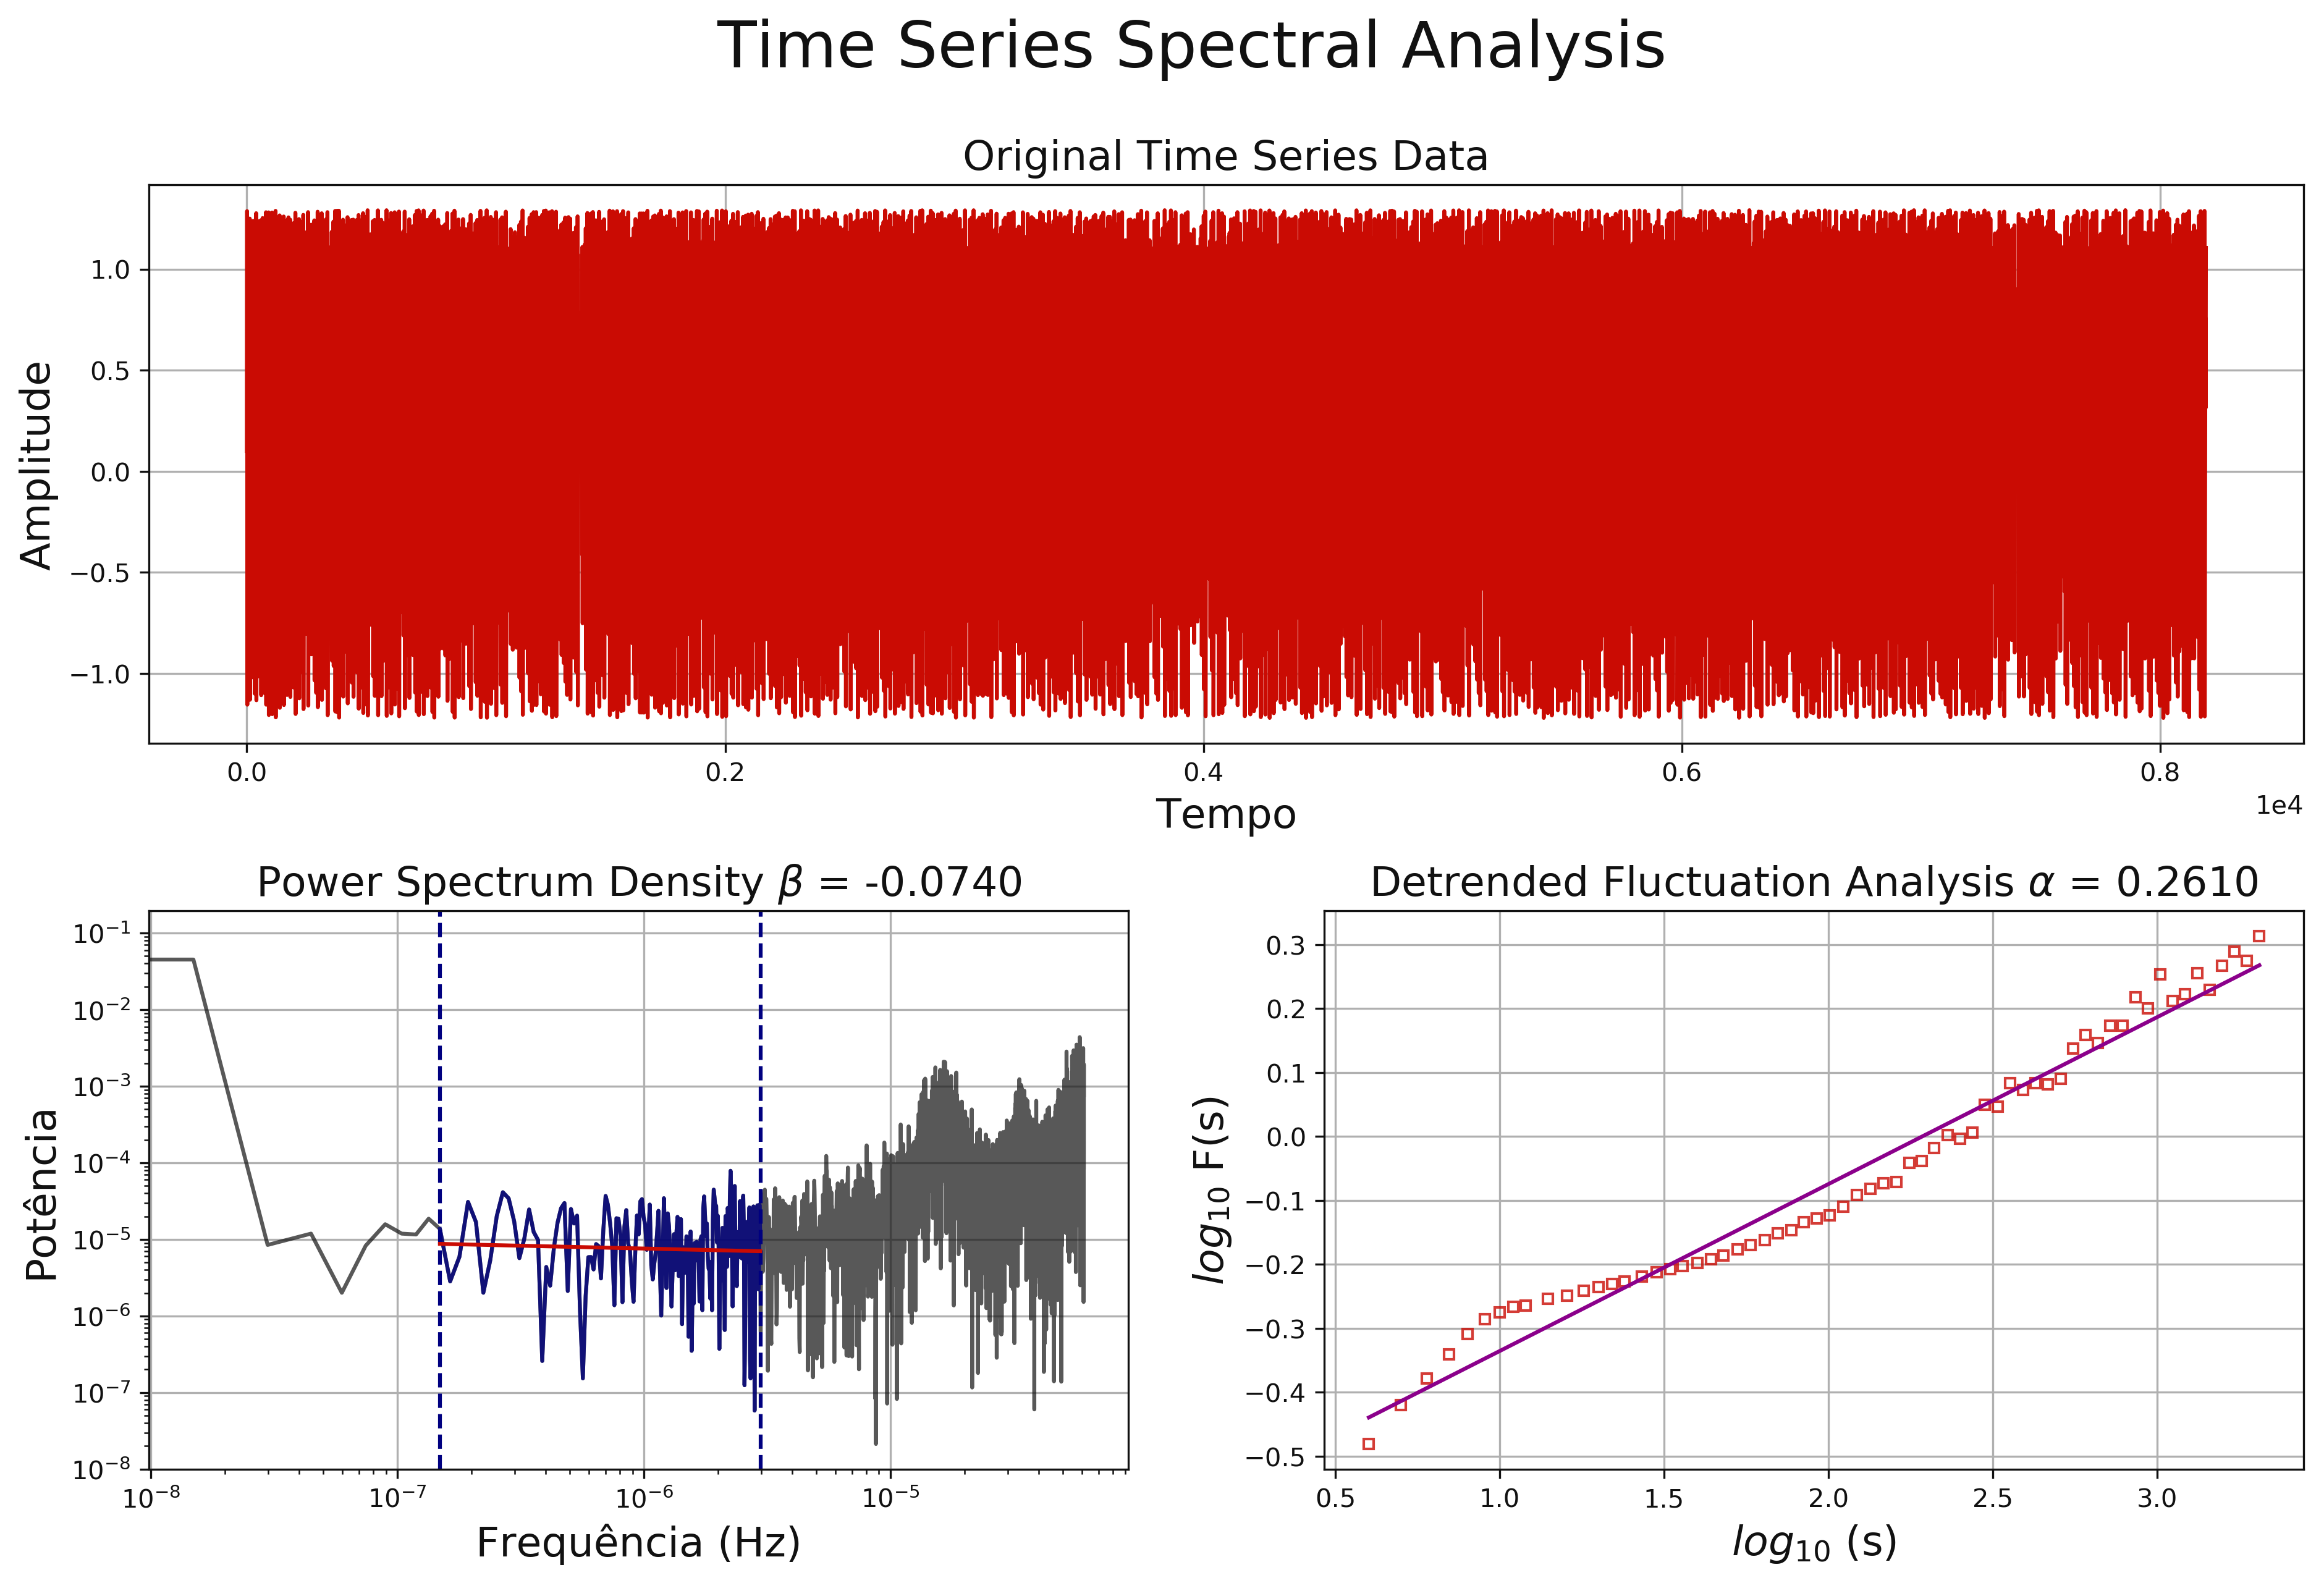 Time Series Spectral Analysis
Original Time Series Data
Amplitude
1.0
0.5
0.0
−0.5
−1.0
0.0 0.2 0.4 0.6 0.8
1e4
Tempo
Power Spectrum Density β = -0.0740
Potência
10⁻¹
10⁻²
10⁻³
10⁻⁴
10⁻⁵
10⁻⁶
10⁻⁷
10⁻⁸
10⁻⁸ 10⁻⁷ 10⁻⁶ 10⁻⁵
Frequência (Hz)
Detrended Fluctuation Analysis α = 0.2610
log₁₀ F(s)
0.3
0.2
0.1
0.0
−0.1
−0.2
−0.3
−0.4
−0.5
0.5 1.0 1.5 2.0 2.5 3.0
log₁₀ (s)